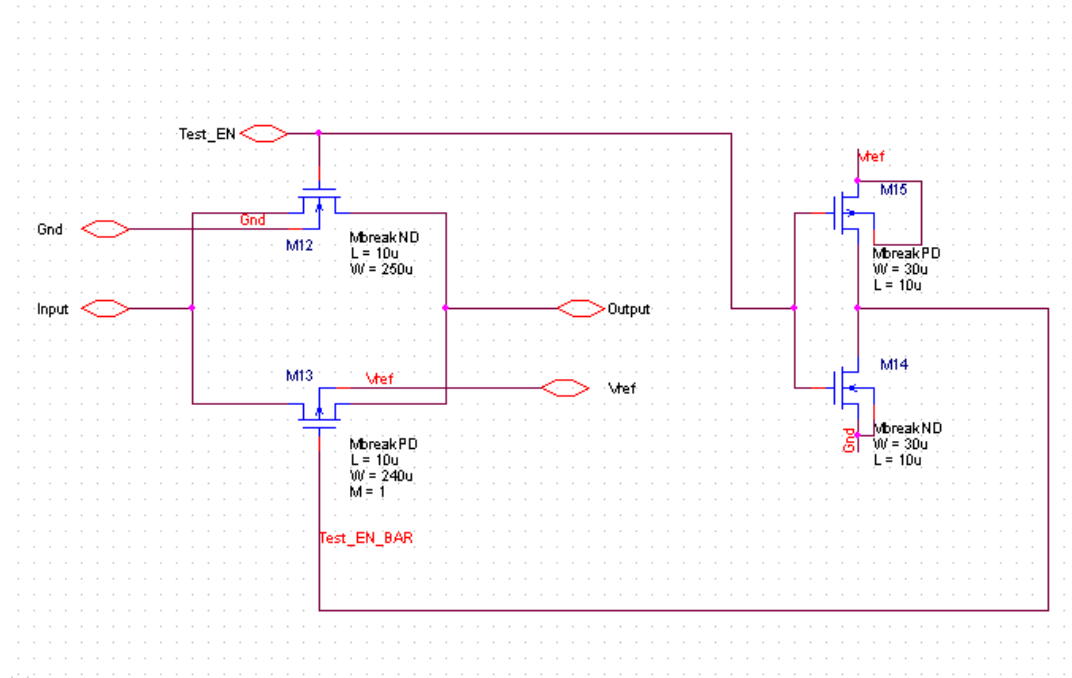 Test_EN
Vref
M15
Gnd
Gnd
M12
MbreakND
L = 10u
W = 250u
MbreakPD
W = 30u
L = 10u
Input
Output
M13
Vref
Vref
M14
MbreakPD
L = 10u
W = 240u
M = 1
MbreakND
W = 30u
L = 10u
Gnd
Test_EN_BAR